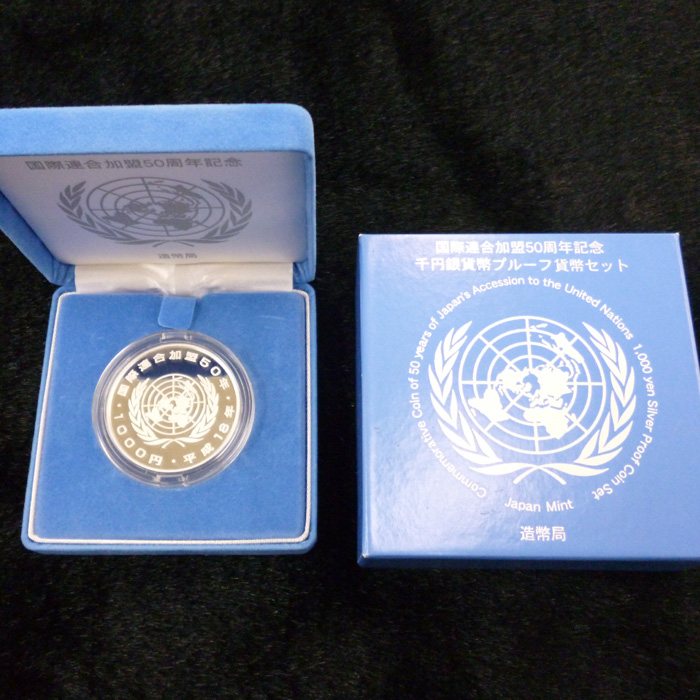 国際連合加盟50周年記念
造幣局
・国際連合加盟50年・
1000円・平成18年
国際連合加盟50周年記念
千円銀貨幣プルーフ貨幣セット
Commemorative Coin of 50 years of Japan's Accession to the United Nations 1,000 yen Silver Proof Coin Set
Japan Mint
造幣局